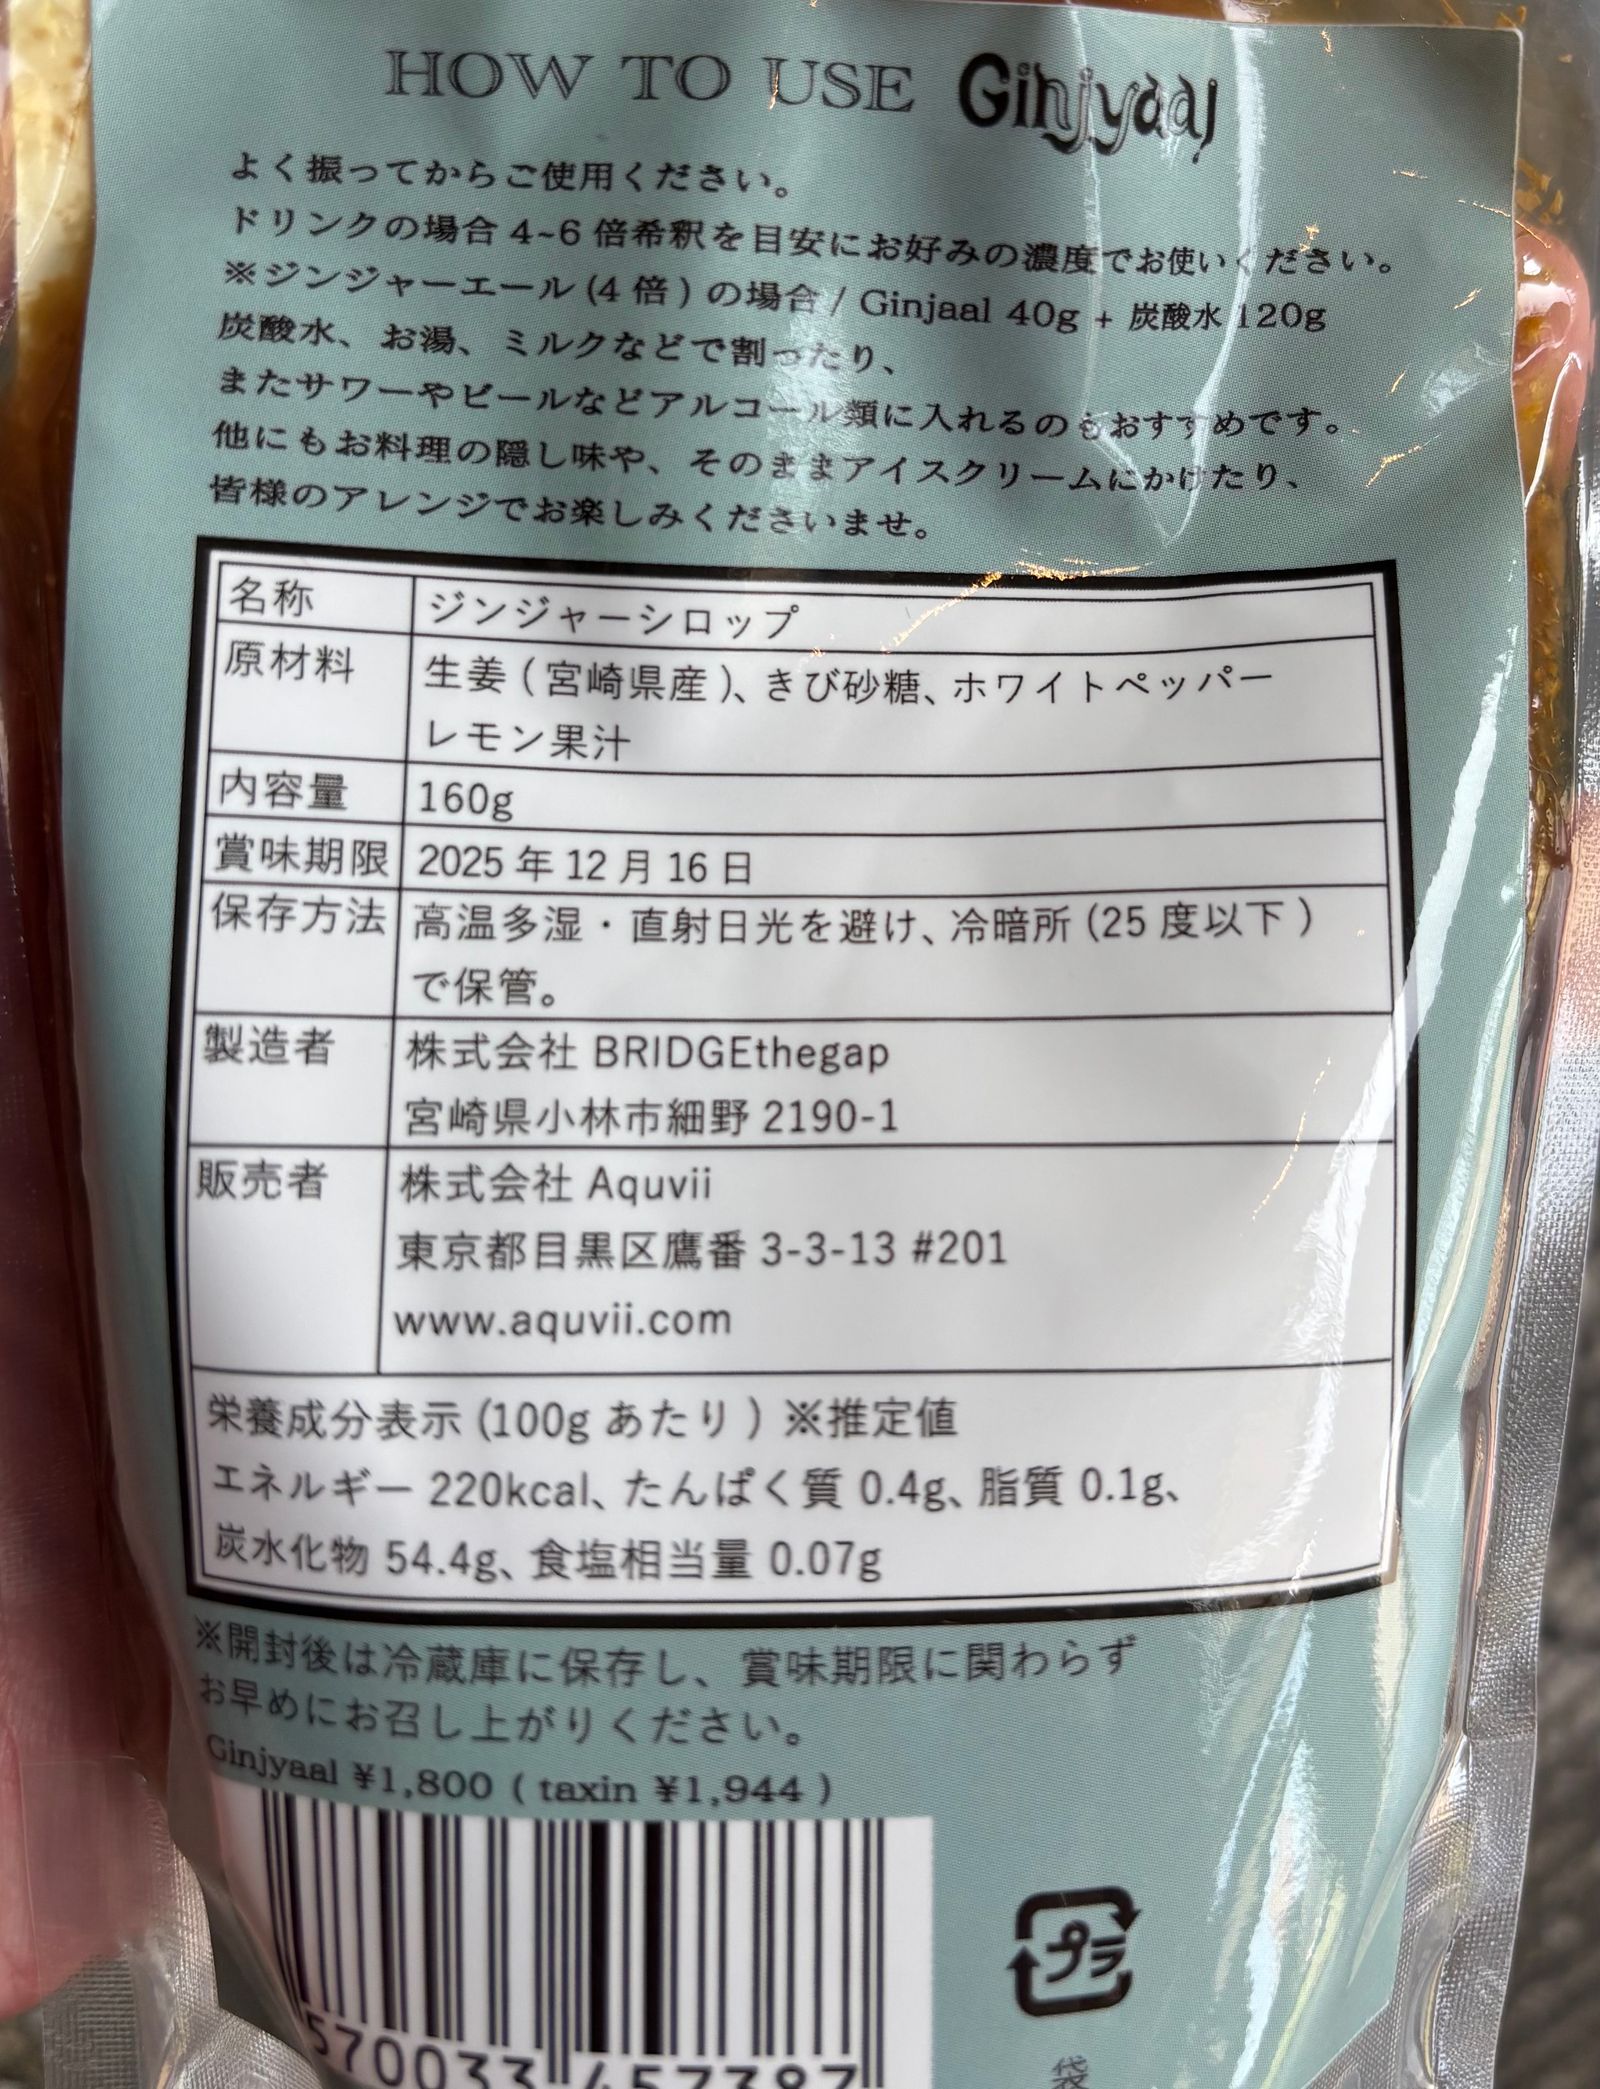 HOW TO USE Ginjyaal
よく振ってからご使用ください。
ドリンクの場合 4~6 倍希釈を目安にお好みの濃度でお使いください。
※ジンジャーエール (4 倍 ) の場合 / Ginjaal 40g + 炭酸水 120g
炭酸水、お湯、ミルクなどで割ったり、
またサワーやビールなどアルコール類に入れるのもおすすめです。
他にもお料理の隠し味や、そのままアイスクリームにかけたり、
皆様のアレンジでお楽しみくださいませ。
名称 ジンジャーシロップ
原材料 生姜 ( 宮崎県産 )、きび砂糖、ホワイトペッパー
レモン果汁
内容量 160g
賞味期限 2025 年 12 月 16 日
保存方法 高温多湿・直射日光を避け、冷暗所 (25 度以下 )
で保管。
製造者 株式会社 BRIDGEthegap
宮崎県小林市細野 2190-1
販売者 株式会社 Aquvii
東京都目黒区鷹番 3-3-13 #201
www.aquvii.com
栄養成分表示 (100g あたり ) ※推定値
エネルギー 220kcal、たんぱく質 0.4g、脂質 0.1g、
炭水化物 54.4g、食塩相当量 0.07g
※開封後は冷蔵庫に保存し、賞味期限に関わらず
お早めにお召し上がりください。
Ginjyaal ¥1,800 ( taxin ¥1,944 )
プラ
570033 457387
袋